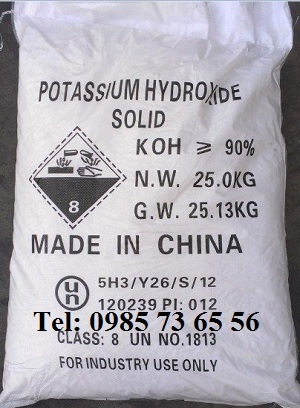 POTASSIUM HYDROXIDE
SOLID
KOH ≥ 90%
N.W. 25.0KG
G.W. 25.13KG
8
MADE IN CHINA
un
5H3/Y26/S/12
120239 PI: 012
Tel: 0985 73 65 56
CLASS: 8 UN NO.1813
FOR INDUSTRY USE ONLY